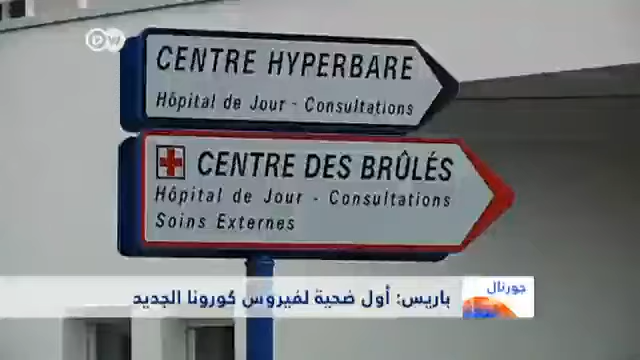 DW
CENTRE HYPERBARE
Hôpital de Jour - Consultations
CENTRE DES BRÛLÉS
Hôpital de Jour - Consultations
Soins Externes
جورنال
باريس: أول ضحية لفيروس كورونا الجديد